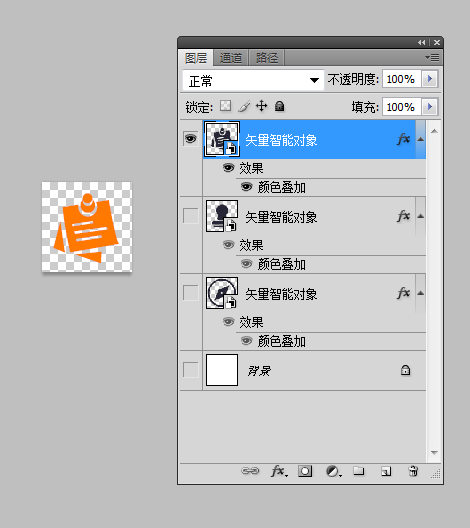 图层 通道 路径
正常 不透明度: 100%
锁定: 填充: 100%
矢量智能对象 fx
效果
颜色叠加
矢量智能对象 fx
效果
颜色叠加
矢量智能对象 fx
效果
颜色叠加
背景
fx